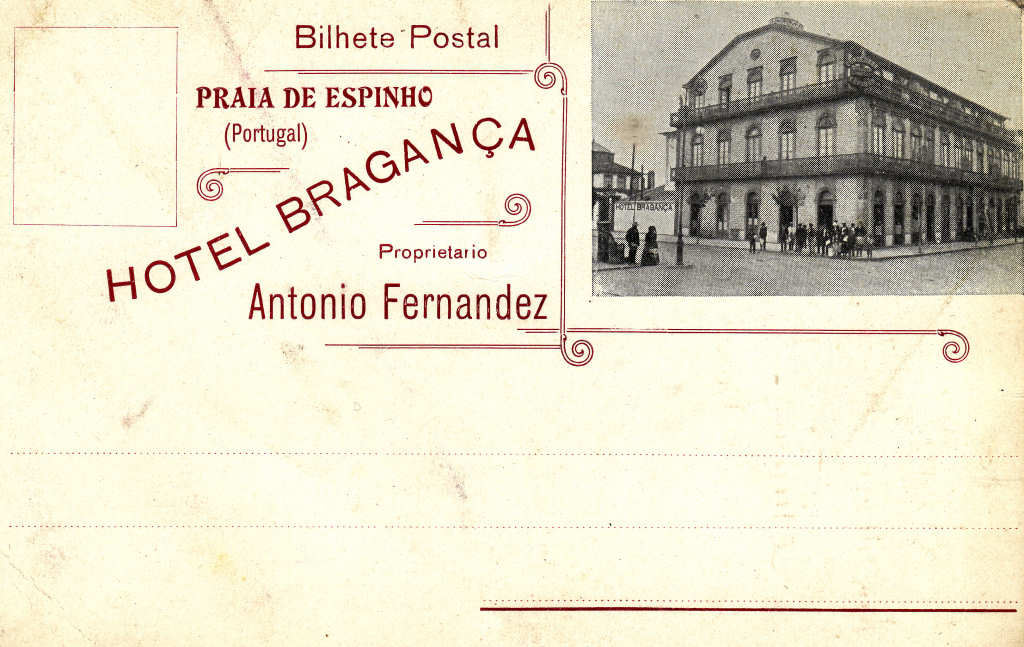 Bilhete Postal
PRAIA DE ESPINHO
(Portugal)
HOTEL BRAGANÇA
Proprietario
Antonio Fernandez
HOTEL BRAGANÇA